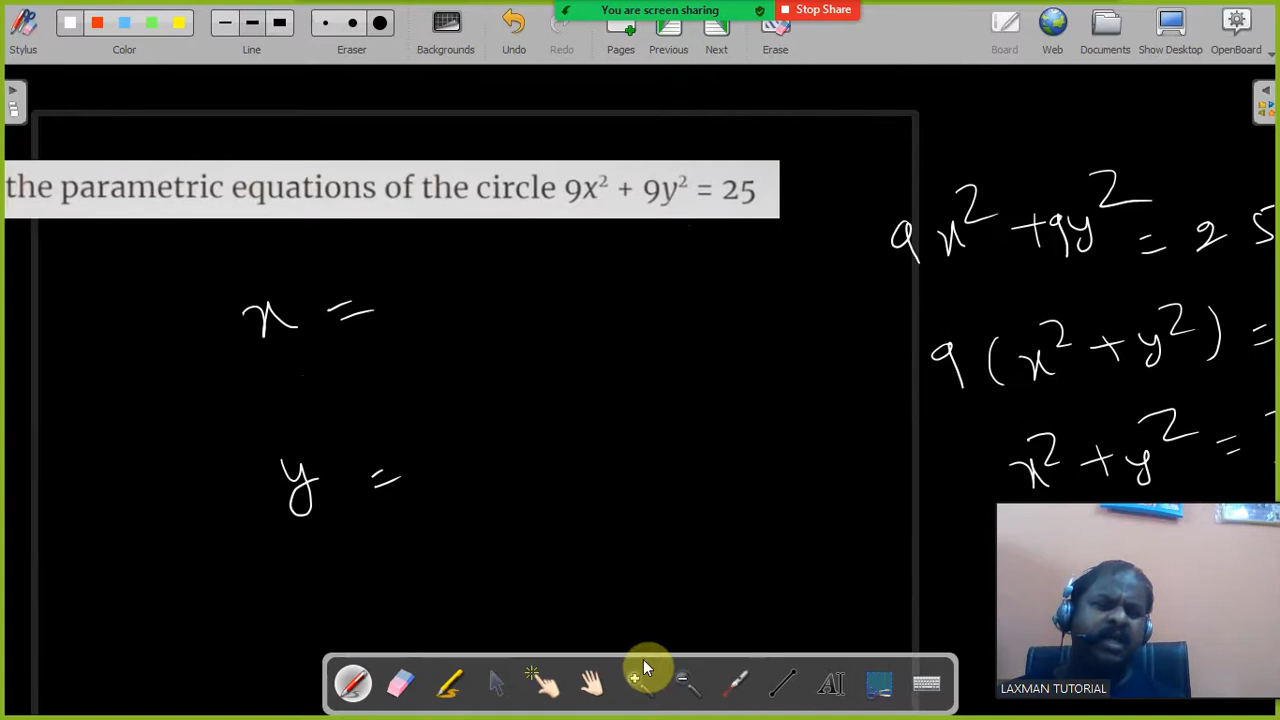 You are screen sharing
Stop Share
Stylus
Color
Line
Eraser
Backgrounds
Undo
Redo
Pages
Previous
Next
Erase
Board
Web
Documents
Show Desktop
OpenBoard
the parametric equations of the circle 9x² + 9y² = 25
x =
y =
9x² + 9y² = 25
9(x² + y²) =
x² + y² =
LAXMAN TUTORIAL